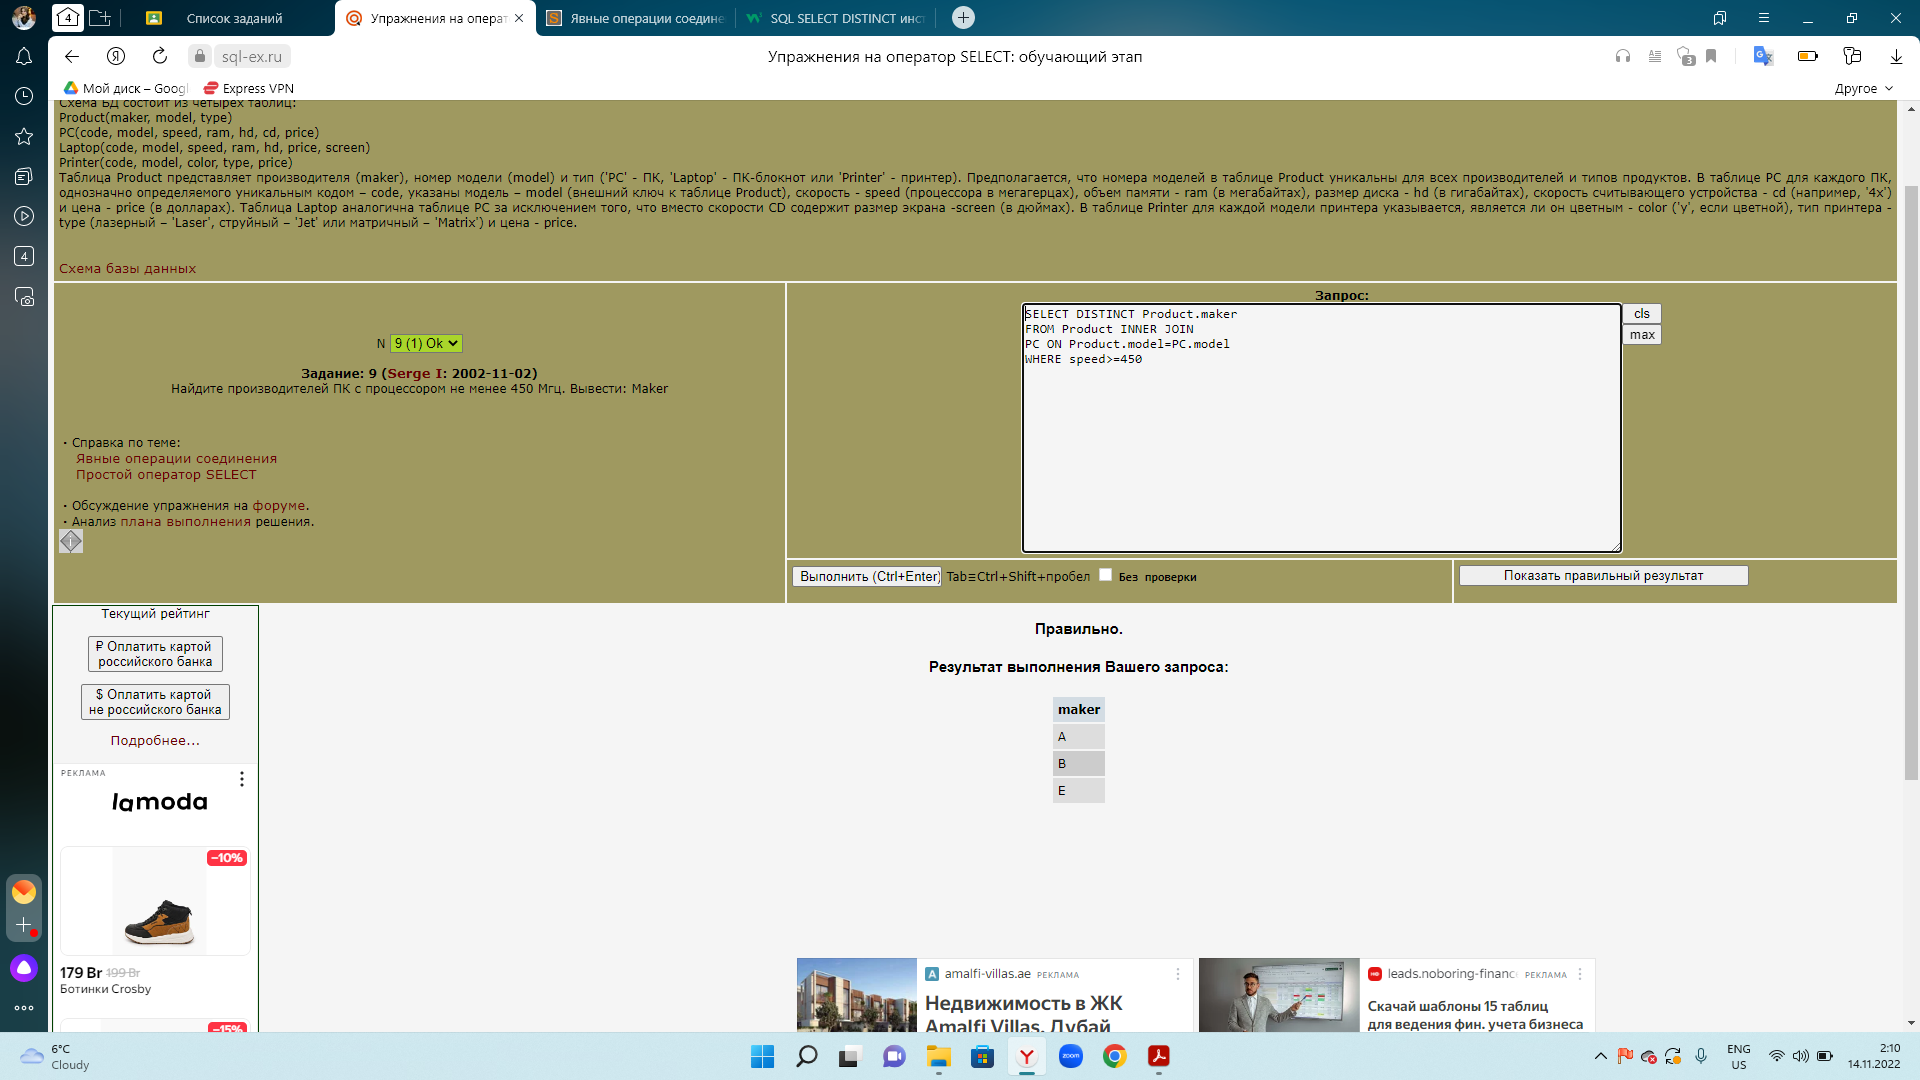 Список заданий
Упражнения на операт
Явные операции соедине
SQL SELECT DISTINCT инст
sql-ex.ru
Упражнения на оператор SELECT: обучающий этап
3
Мой диск – Googl
Express VPN
Другое
4
4
Схема БД состоит из четырех таблиц:
Product(maker, model, type)
PC(code, model, speed, ram, hd, cd, price)
Laptop(code, model, speed, ram, hd, price, screen)
Printer(code, model, color, type, price)
Таблица Product представляет производителя (maker), номер модели (model) и тип ('PC' - ПК, 'Laptop' - ПК-блокнот или 'Printer' - принтер). Предполагается, что номера моделей в таблице Product уникальны для всех производителей и типов продуктов. В таблице PC для каждого ПК,
однозначно определяемого уникальным кодом – code, указаны модель – model (внешний ключ к таблице Product), скорость - speed (процессора в мегагерцах), объем памяти - ram (в мегабайтах), размер диска - hd (в гигабайтах), скорость считывающего устройства - cd (например, '4x')
и цена - price (в долларах). Таблица Laptop аналогична таблице РС за исключением того, что вместо скорости CD содержит размер экрана -screen (в дюймах). В таблице Printer для каждой модели принтера указывается, является ли он цветным - color ('y', если цветной), тип принтера -
type (лазерный – 'Laser', струйный – 'Jet' или матричный – 'Matrix') и цена - price.
Схема базы данных
N 9 (1) Ok
Задание: 9 (Serge I: 2002-11-02)
Найдите производителей ПК с процессором не менее 450 Мгц. Вывести: Maker
• Справка по теме:
Явные операции соединения
Простой оператор SELECT
• Обсуждение упражнения на форуме.
• Анализ плана выполнения решения.
Запрос:
SELECT DISTINCT Product.maker
FROM Product INNER JOIN
PC ON Product.model=PC.model
WHERE speed>=450
cls
max
Выполнить (Ctrl+Enter) Tab≡Ctrl+Shift+пробел Без проверки
Показать правильный результат
Текущий рейтинг
₽ Оплатить картой
российского банка
$ Оплатить картой
не российского банка
Подробнее...
РЕКЛАМА
lamoda
–10%
179 Br 199 Br
Ботинки Crosby
–15%
Правильно.
Результат выполнения Вашего запроса:
maker
A
B
E
amalfi-villas.ae РЕКЛАМА
Недвижимость в ЖК
Amalfi Villas. Дубай
leads.noboring-financ РЕКЛАМА
Скачай шаблоны 15 таблиц
для ведения фин. учета бизнеса
6°C
Cloudy
zoom
ENG
US
2:10
14.11.2022